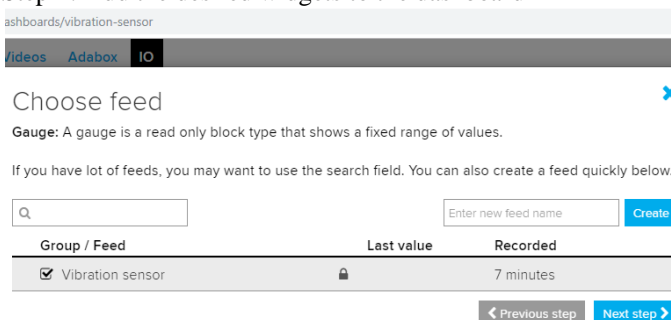 ashboards/vibration-sensor
Videos Adabox IO
Choose feed
Gauge: A gauge is a read only block type that shows a fixed range of values.
If you have lot of feeds, you may want to use the search field. You can also create a feed quickly below.
Enter new feed name Create
Group / Feed Last value Recorded
Vibration sensor 7 minutes
Previous step Next step